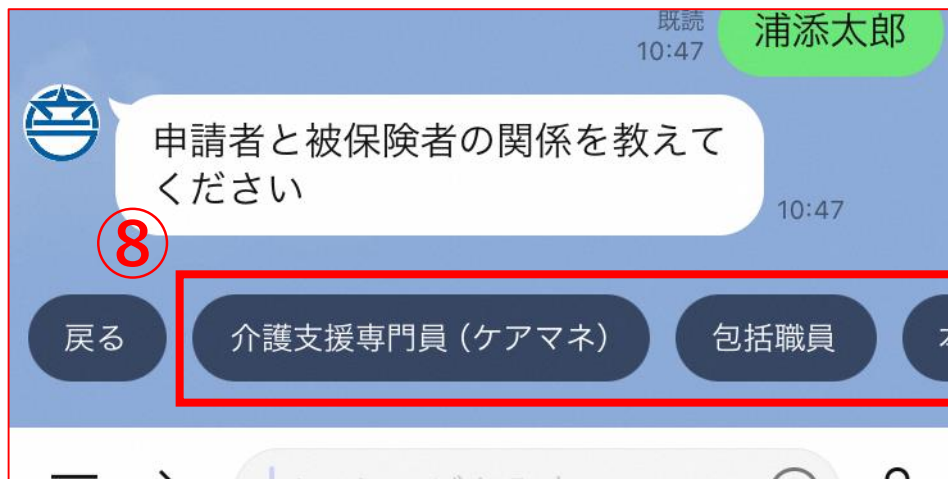 既読
10:47
浦添太郎
申請者と被保険者の関係を教えて
ください
10:47
⑧
戻る
介護支援専門員（ケアマネ）
包括職員